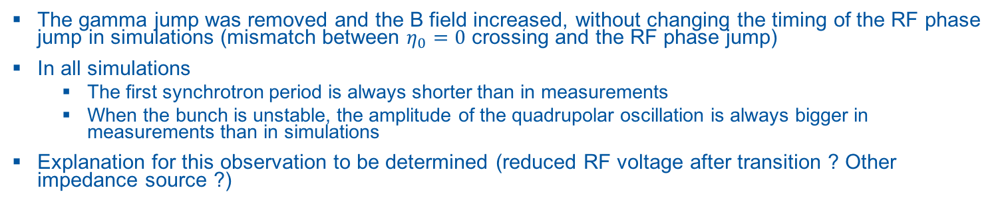 ▪ The gamma jump was removed and the B field increased, without changing the timing of the RF phase
jump in simulations (mismatch between η₀ = 0 crossing and the RF phase jump)
▪ In all simulations
▪ The first synchrotron period is always shorter than in measurements
▪ When the bunch is unstable, the amplitude of the quadrupolar oscillation is always bigger in
measurements than in simulations
▪ Explanation for this observation to be determined (reduced RF voltage after transition ? Other
impedance source ?)